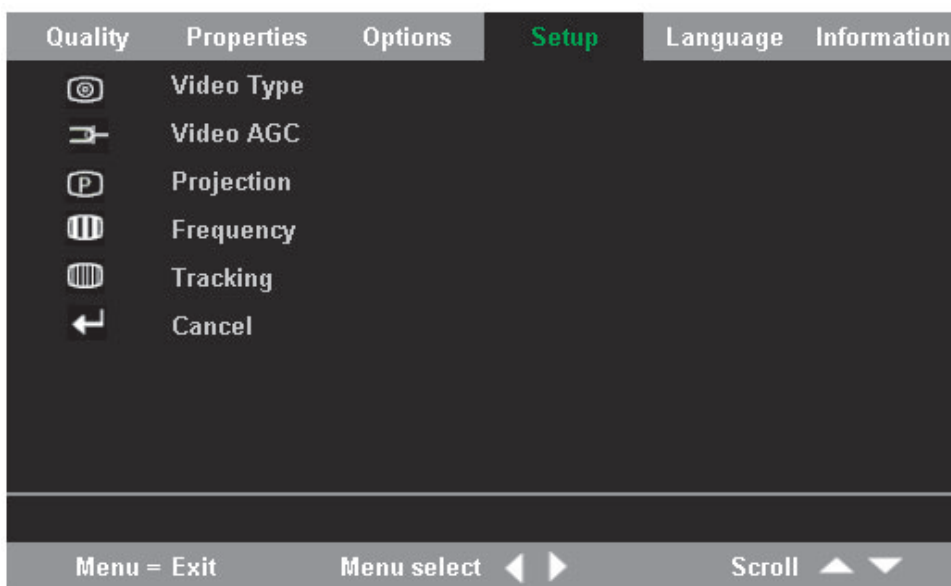 Quality Properties Options Setup Language Information
Video Type
Video AGC
P Projection
Frequency
Tracking
Cancel
Menu = Exit Menu select Scroll